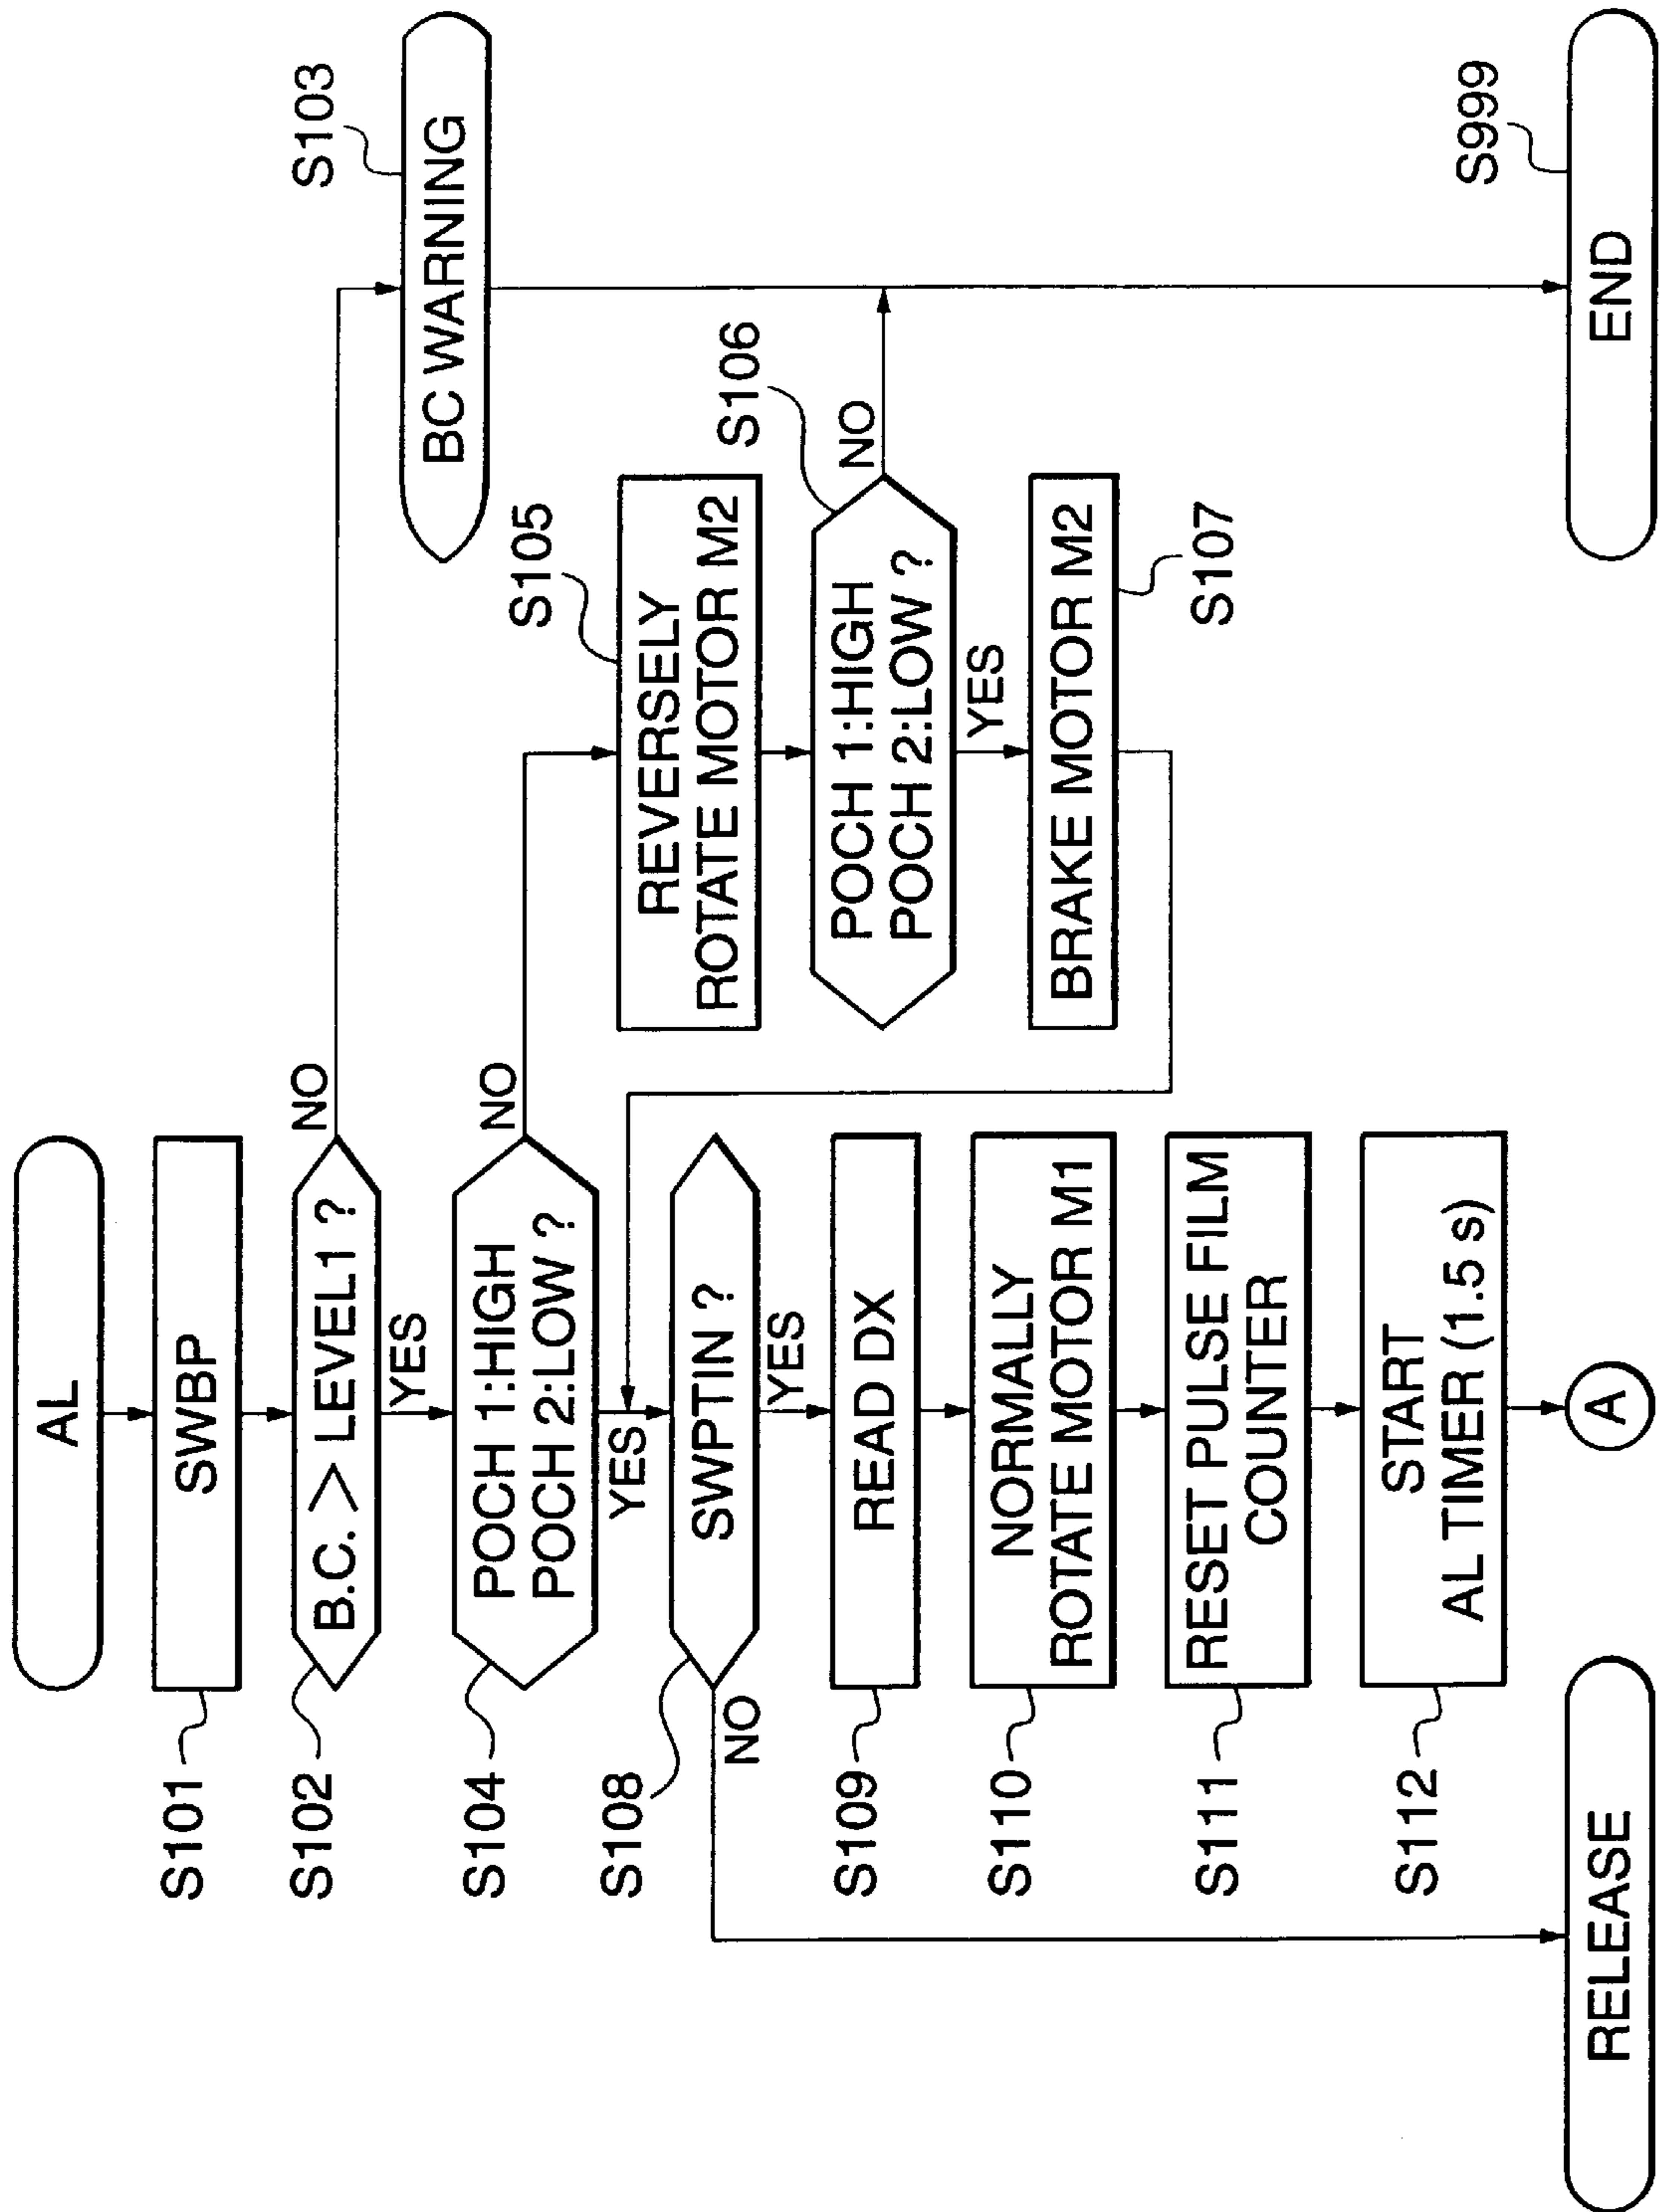 AL
S101
SWBP
S102
B.C. > LEVEL1 ?
NO
YES
S103
BC WARNING
S104
POCH 1:HIGH
POCH 2:LOW ?
NO
YES
S105
REVERSELY
ROTATE MOTOR M2
S106
POCH 1:HIGH
POCH 2:LOW ?
NO
YES
S107
BRAKE MOTOR M2
S108
SWPTIN ?
NO
YES
S109
READ DX
S110
NORMALLY
ROTATE MOTOR M1
S111
RESET PULSE FILM
COUNTER
S112
START
AL TIMER (1.5 s)
RELEASE
A
S999
END